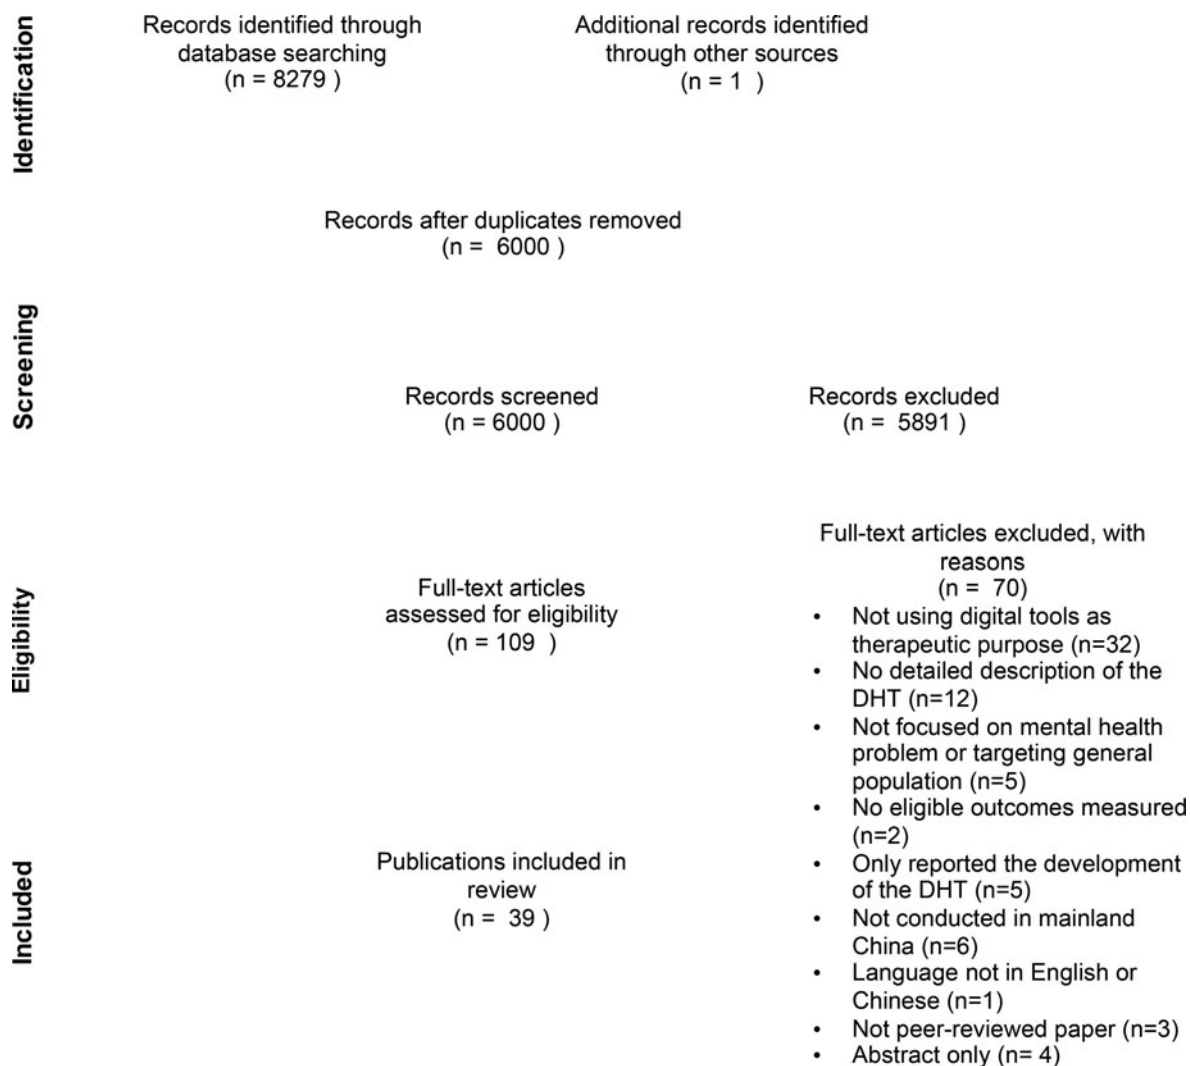 Identification
Records identified through
database searching
(n = 8279 )
Additional records identified
through other sources
(n = 1 )
Records after duplicates removed
(n = 6000 )
Screening
Records screened
(n = 6000 )
Records excluded
(n = 5891 )
Eligibility
Full-text articles
assessed for eligibility
(n = 109 )
Full-text articles excluded, with
reasons
(n = 70)
• Not using digital tools as
therapeutic purpose (n=32)
• No detailed description of the
DHT (n=12)
• Not focused on mental health
problem or targeting general
population (n=5)
• No eligible outcomes measured
(n=2)
• Only reported the development
of the DHT (n=5)
• Not conducted in mainland
China (n=6)
• Language not in English or
Chinese (n=1)
• Not peer-reviewed paper (n=3)
• Abstract only (n= 4)
Included
Publications included in
review
(n = 39 )